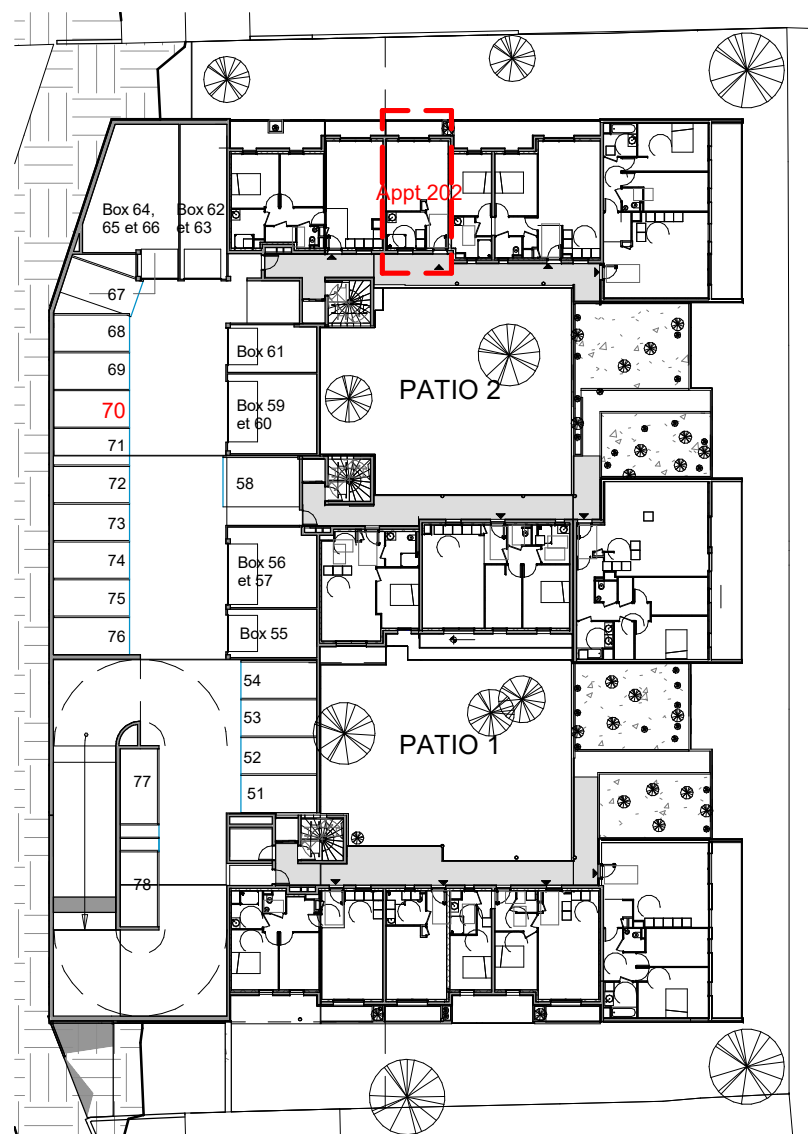 Appt 202
Box 64,
65 et 66
Box 62
et 63
67
68
Box 61
69
PATIO 2
70
Box 59
et 60
71
72
58
73
74
Box 56
et 57
75
76
Box 55
54
53
PATIO 1
52
77
51
78